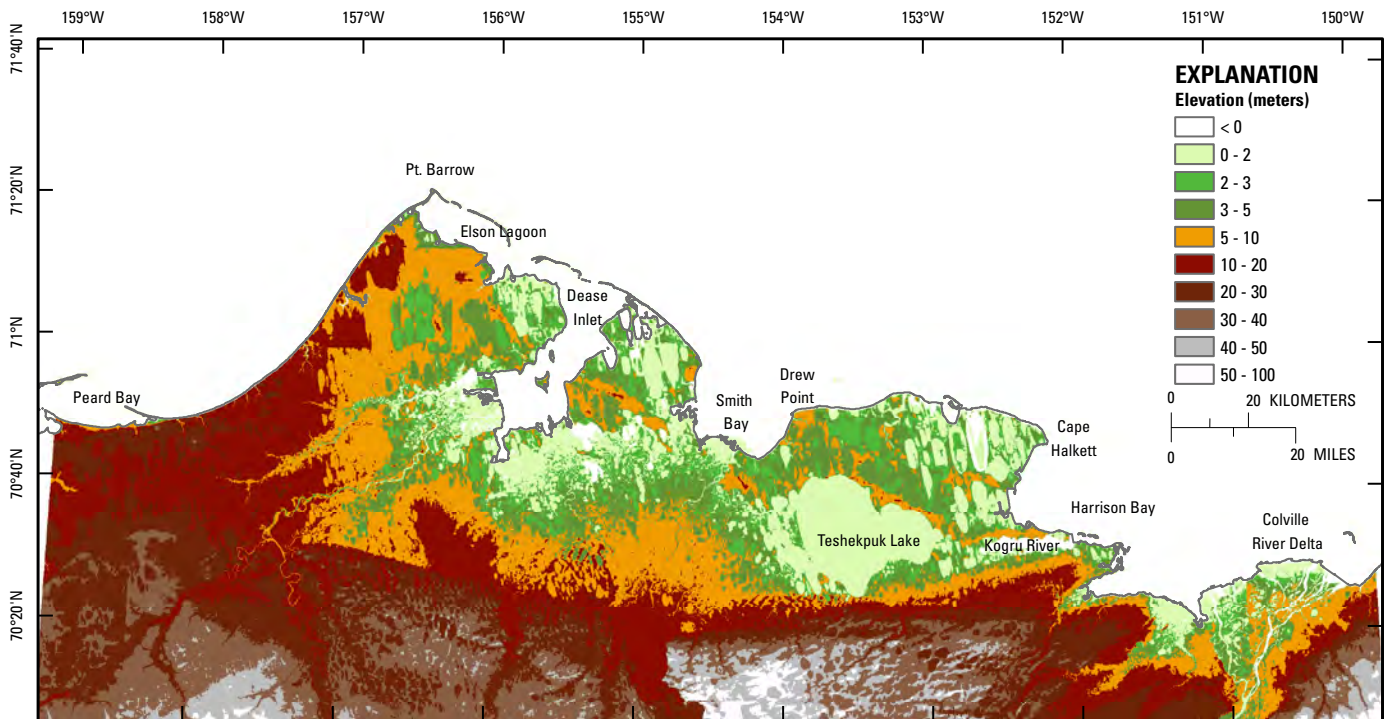 159°W 158°W 157°W 156°W 155°W 154°W 153°W 152°W 151°W 150°W
71°40'N
71°20'N
71°N
70°40'N
70°20'N
EXPLANATION
Elevation (meters)
< 0
0 - 2
2 - 3
3 - 5
5 - 10
10 - 20
20 - 30
30 - 40
40 - 50
50 - 100
0 20 KILOMETERS
0 20 MILES
Pt. Barrow
Elson Lagoon
Dease
Inlet
Peard Bay
Smith
Bay
Drew
Point
Cape
Halkett
Harrison Bay
Teshekpuk Lake
Kogru River
Colville
River Delta